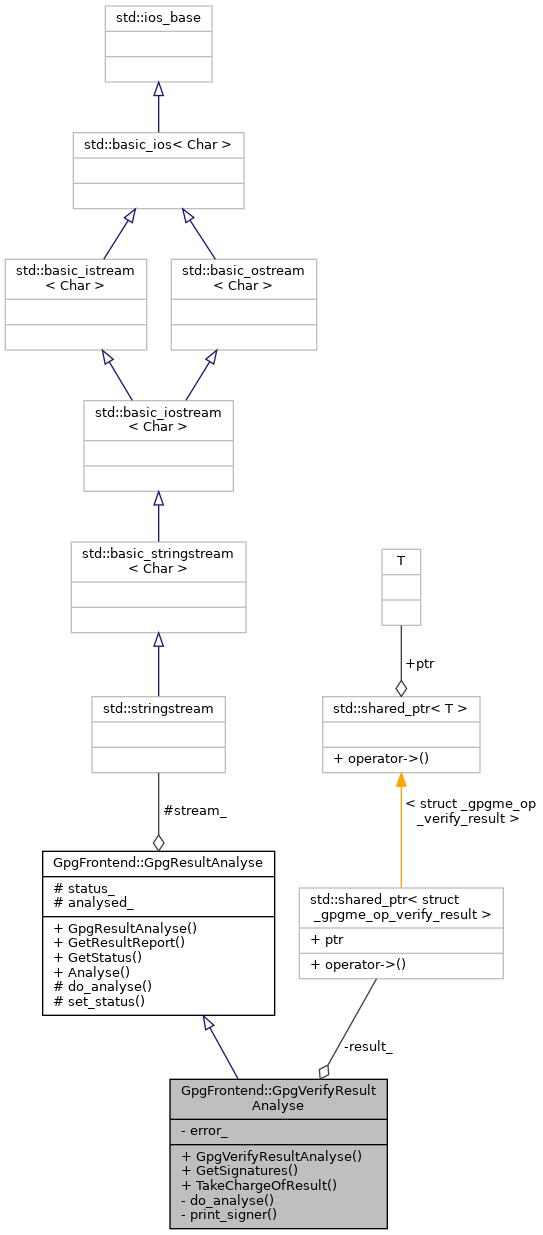 std::ios_base
std::basic_ios< Char >
std::basic_istream
< Char >
std::basic_ostream
< Char >
std::basic_iostream
< Char >
std::basic_stringstream
< Char >
T
+ptr
std::stringstream
std::shared_ptr< T >
+ operator->()
#stream_
< struct _gpgme_op
_verify_result >
GpgFrontend::GpgResultAnalyse
# status_
# analysed_
+ GpgResultAnalyse()
+ GetResultReport()
+ GetStatus()
+ Analyse()
# do_analyse()
# set_status()
std::shared_ptr< struct
_gpgme_op_verify_result >
+ ptr
+ operator->()
-result_
GpgFrontend::GpgVerifyResult
Analyse
- error_
+ GpgVerifyResultAnalyse()
+ GetSignatures()
+ TakeChargeOfResult()
- do_analyse()
- print_signer()